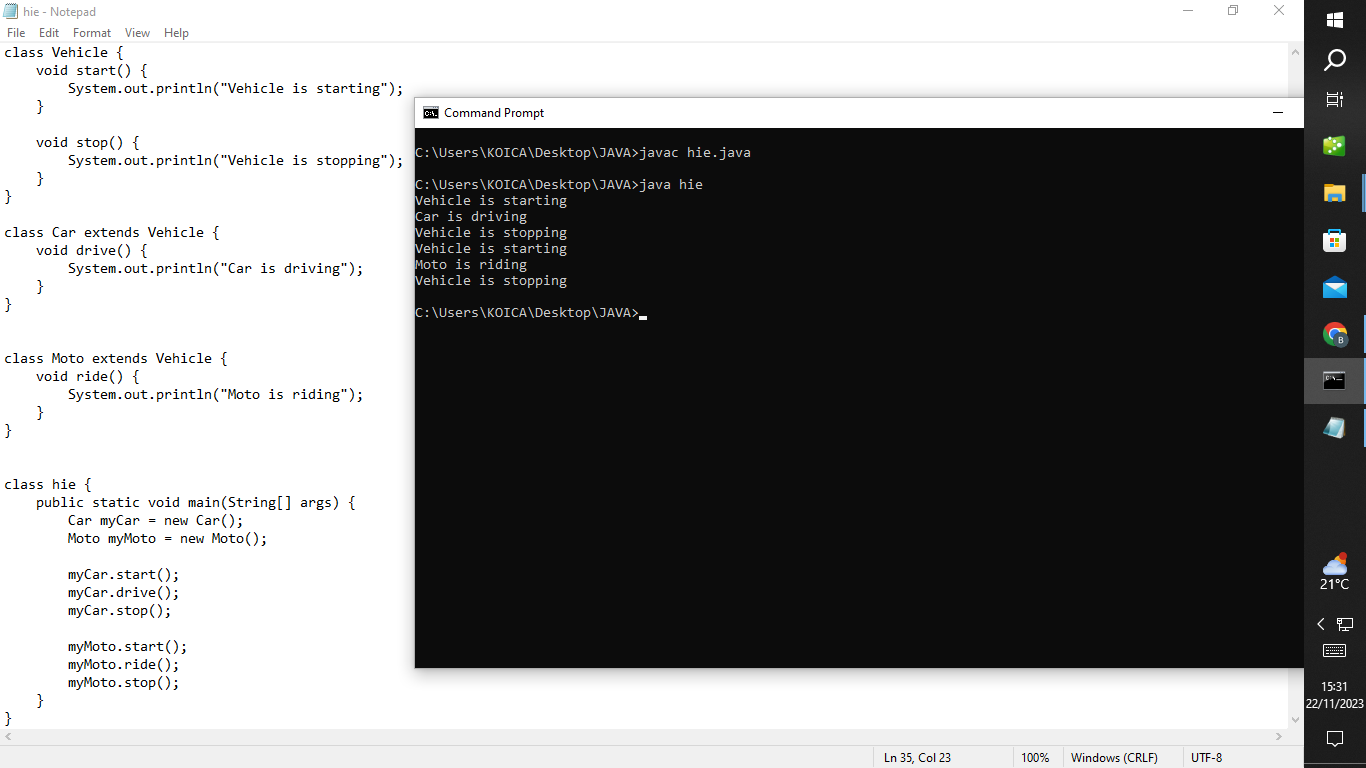 hie - Notepad
File Edit Format View Help
class Vehicle {
    void start() {
        System.out.println("Vehicle is starting");
    }

    void stop() {
        System.out.println("Vehicle is stopping");
    }
}

class Car extends Vehicle {
    void drive() {
        System.out.println("Car is driving");
    }
}

class Moto extends Vehicle {
    void ride() {
        System.out.println("Moto is riding");
    }
}

class hie {
    public static void main(String[] args) {
        Car myCar = new Car();
        Moto myMoto = new Moto();

        myCar.start();
        myCar.drive();
        myCar.stop();

        myMoto.start();
        myMoto.ride();
        myMoto.stop();
    }
}
Ln 35, Col 23 100% Windows (CRLF) UTF-8
Command Prompt
C:\Users\KOICA\Desktop\JAVA>javac hie.java

C:\Users\KOICA\Desktop\JAVA>java hie
Vehicle is starting
Car is driving
Vehicle is stopping
Vehicle is starting
Moto is riding
Vehicle is stopping

C:\Users\KOICA\Desktop\JAVA>
B
21°C
15:31
22/11/2023